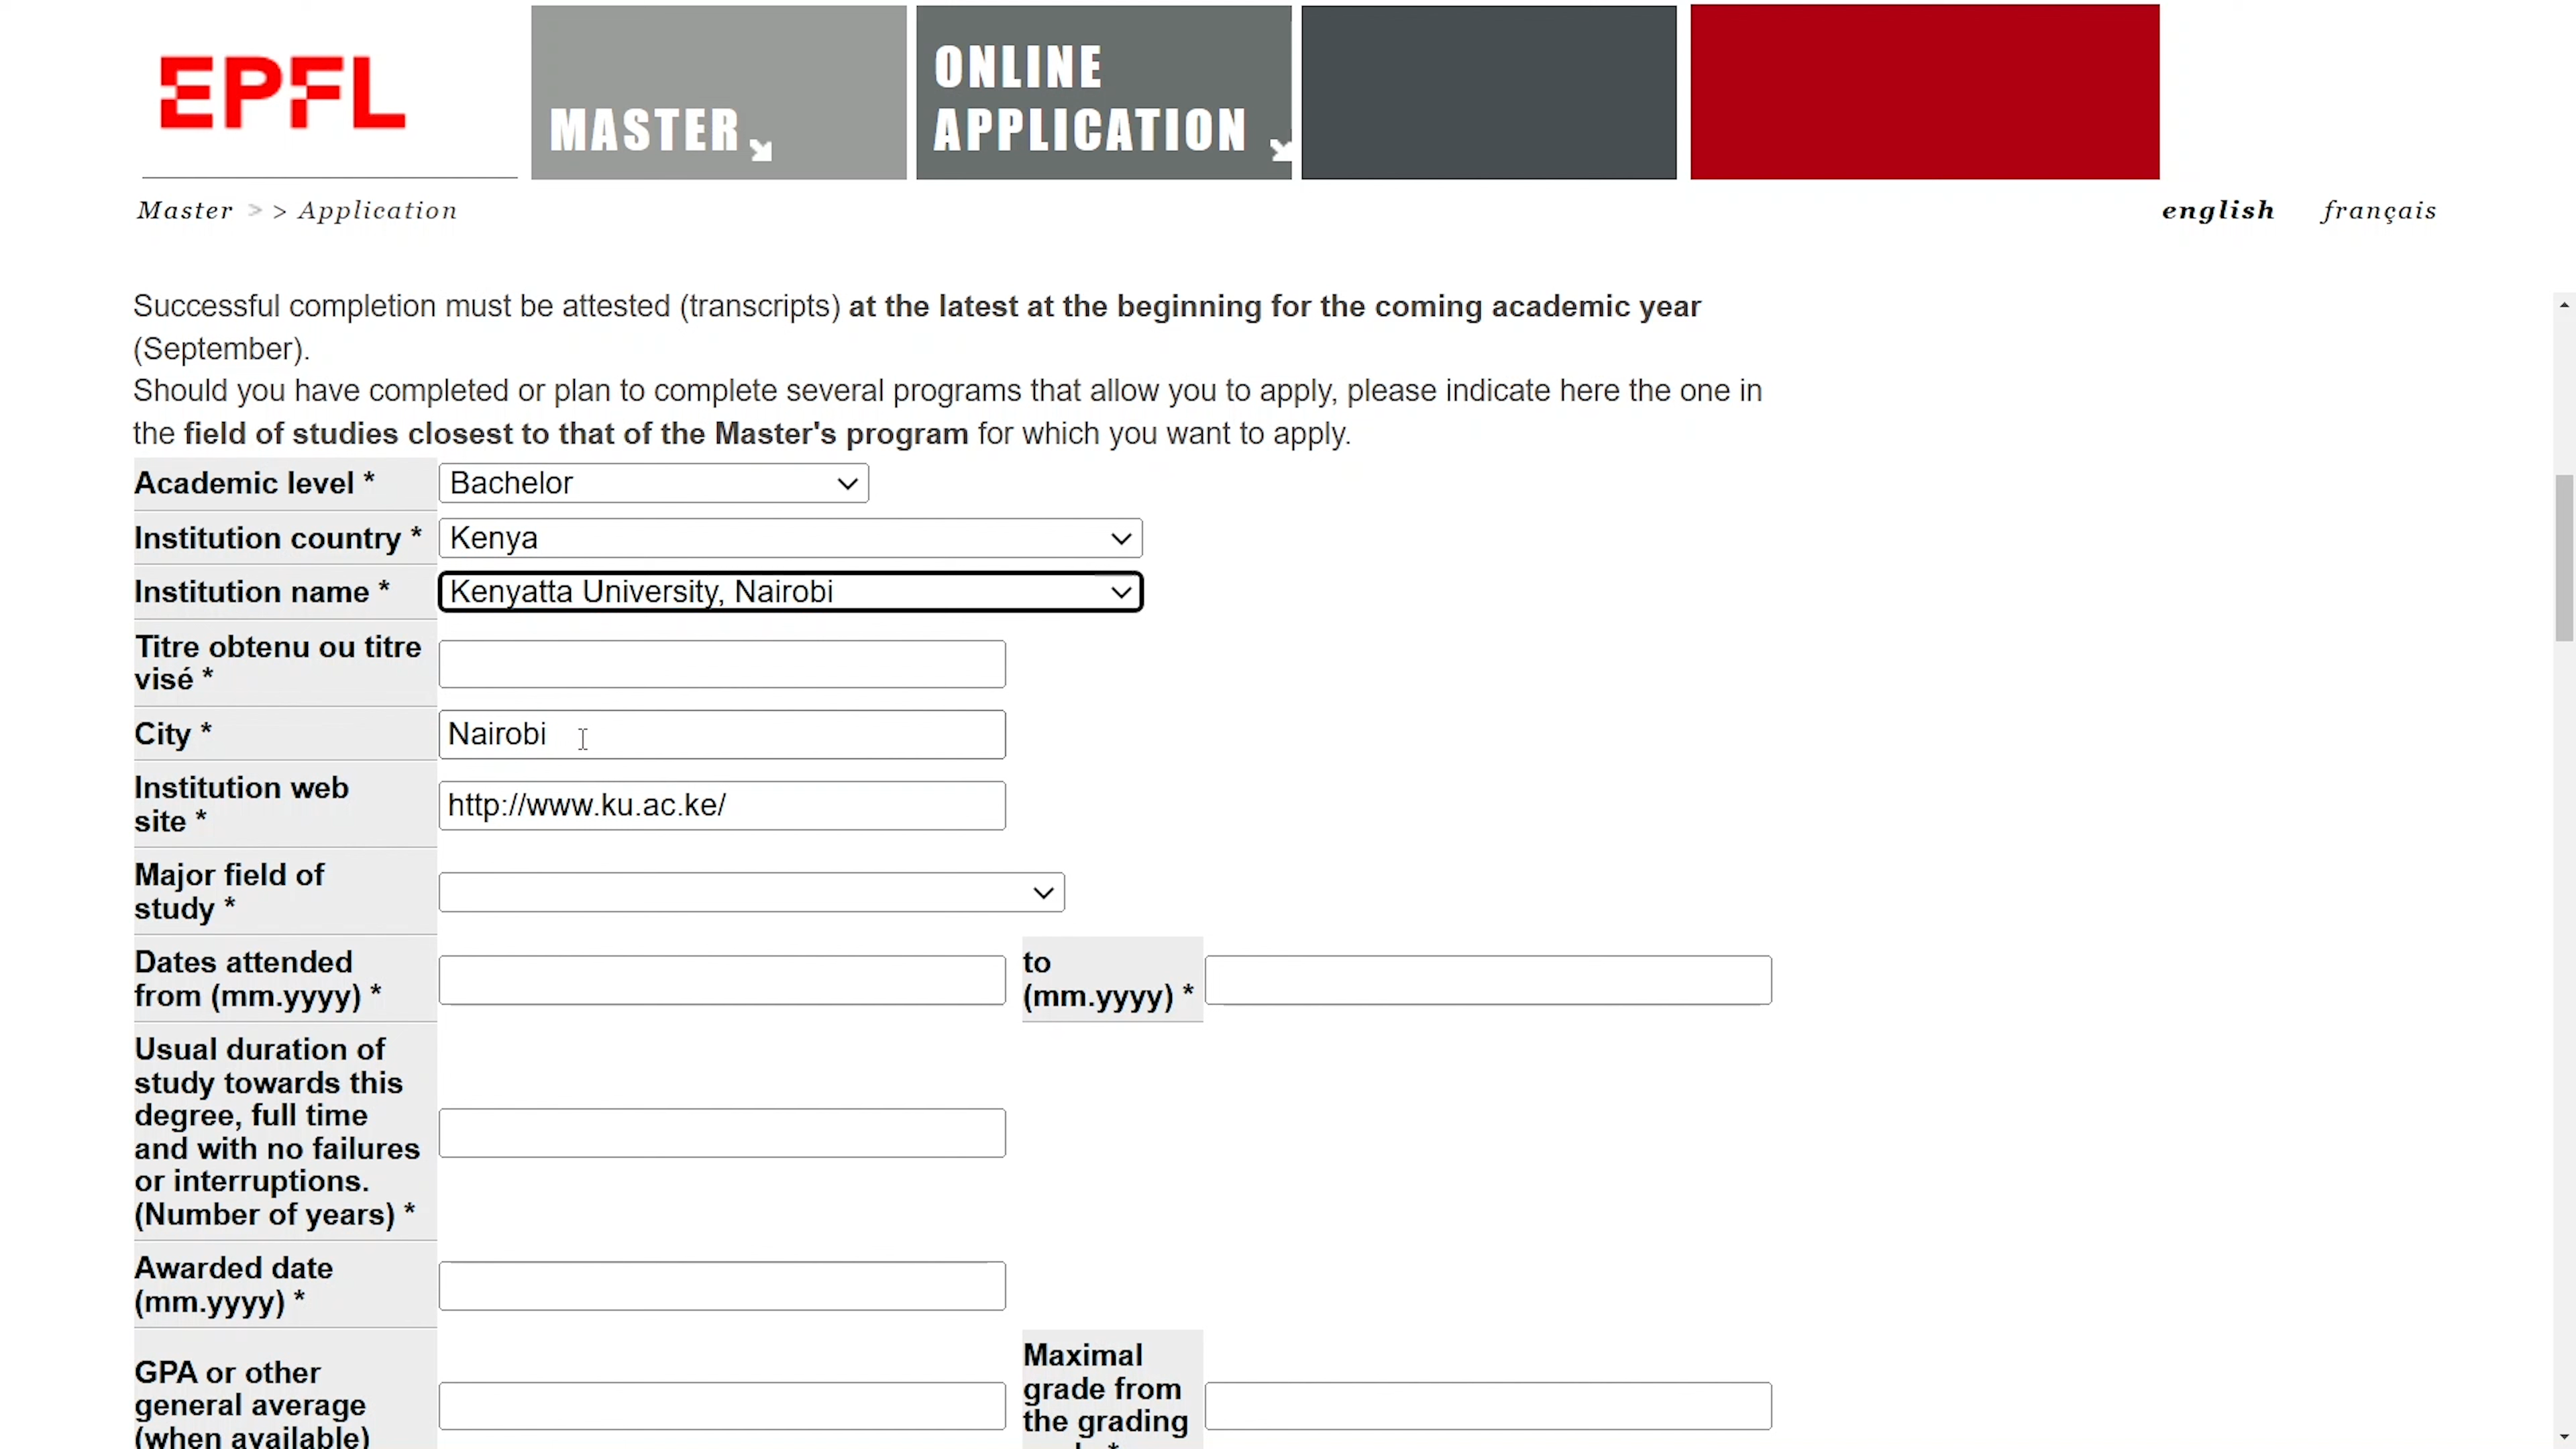 EPFL
MASTER
ONLINE
APPLICATION
Master > > Application
english français
Successful completion must be attested (transcripts) at the latest at the beginning for the coming academic year
(September).
Should you have completed or plan to complete several programs that allow you to apply, please indicate here the one in
the field of studies closest to that of the Master's program for which you want to apply.
Academic level * Bachelor
Institution country * Kenya
Institution name * Kenyatta University, Nairobi
Titre obtenu ou titre
visé *
City * Nairobi
Institution web
site *
http://www.ku.ac.ke/
Major field of
study *
Dates attended
from (mm.yyyy) *
to
(mm.yyyy) *
Usual duration of
study towards this
degree, full time
and with no failures
or interruptions.
(Number of years) *
Awarded date
(mm.yyyy) *
GPA or other
general average
(when available)
Maximal
grade from
the grading